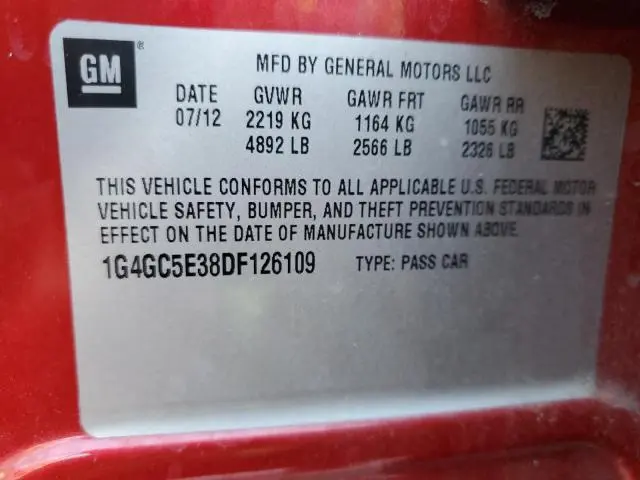 GM ®
MFD BY GENERAL MOTORS LLC
DATE GVWR GAWR FRT GAWR RR
07/12 2219 KG 1164 KG 1055 KG
4892 LB 2566 LB 2326 LB
THIS VEHICLE CONFORMS TO ALL APPLICABLE U.S. FEDERAL MOTOR
VEHICLE SAFETY, BUMPER, AND THEFT PREVENTION STANDARDS IN
EFFECT ON THE DATE OF MANUFACTURE SHOWN ABOVE.
1G4GC5E38DF126109 TYPE: PASS CAR